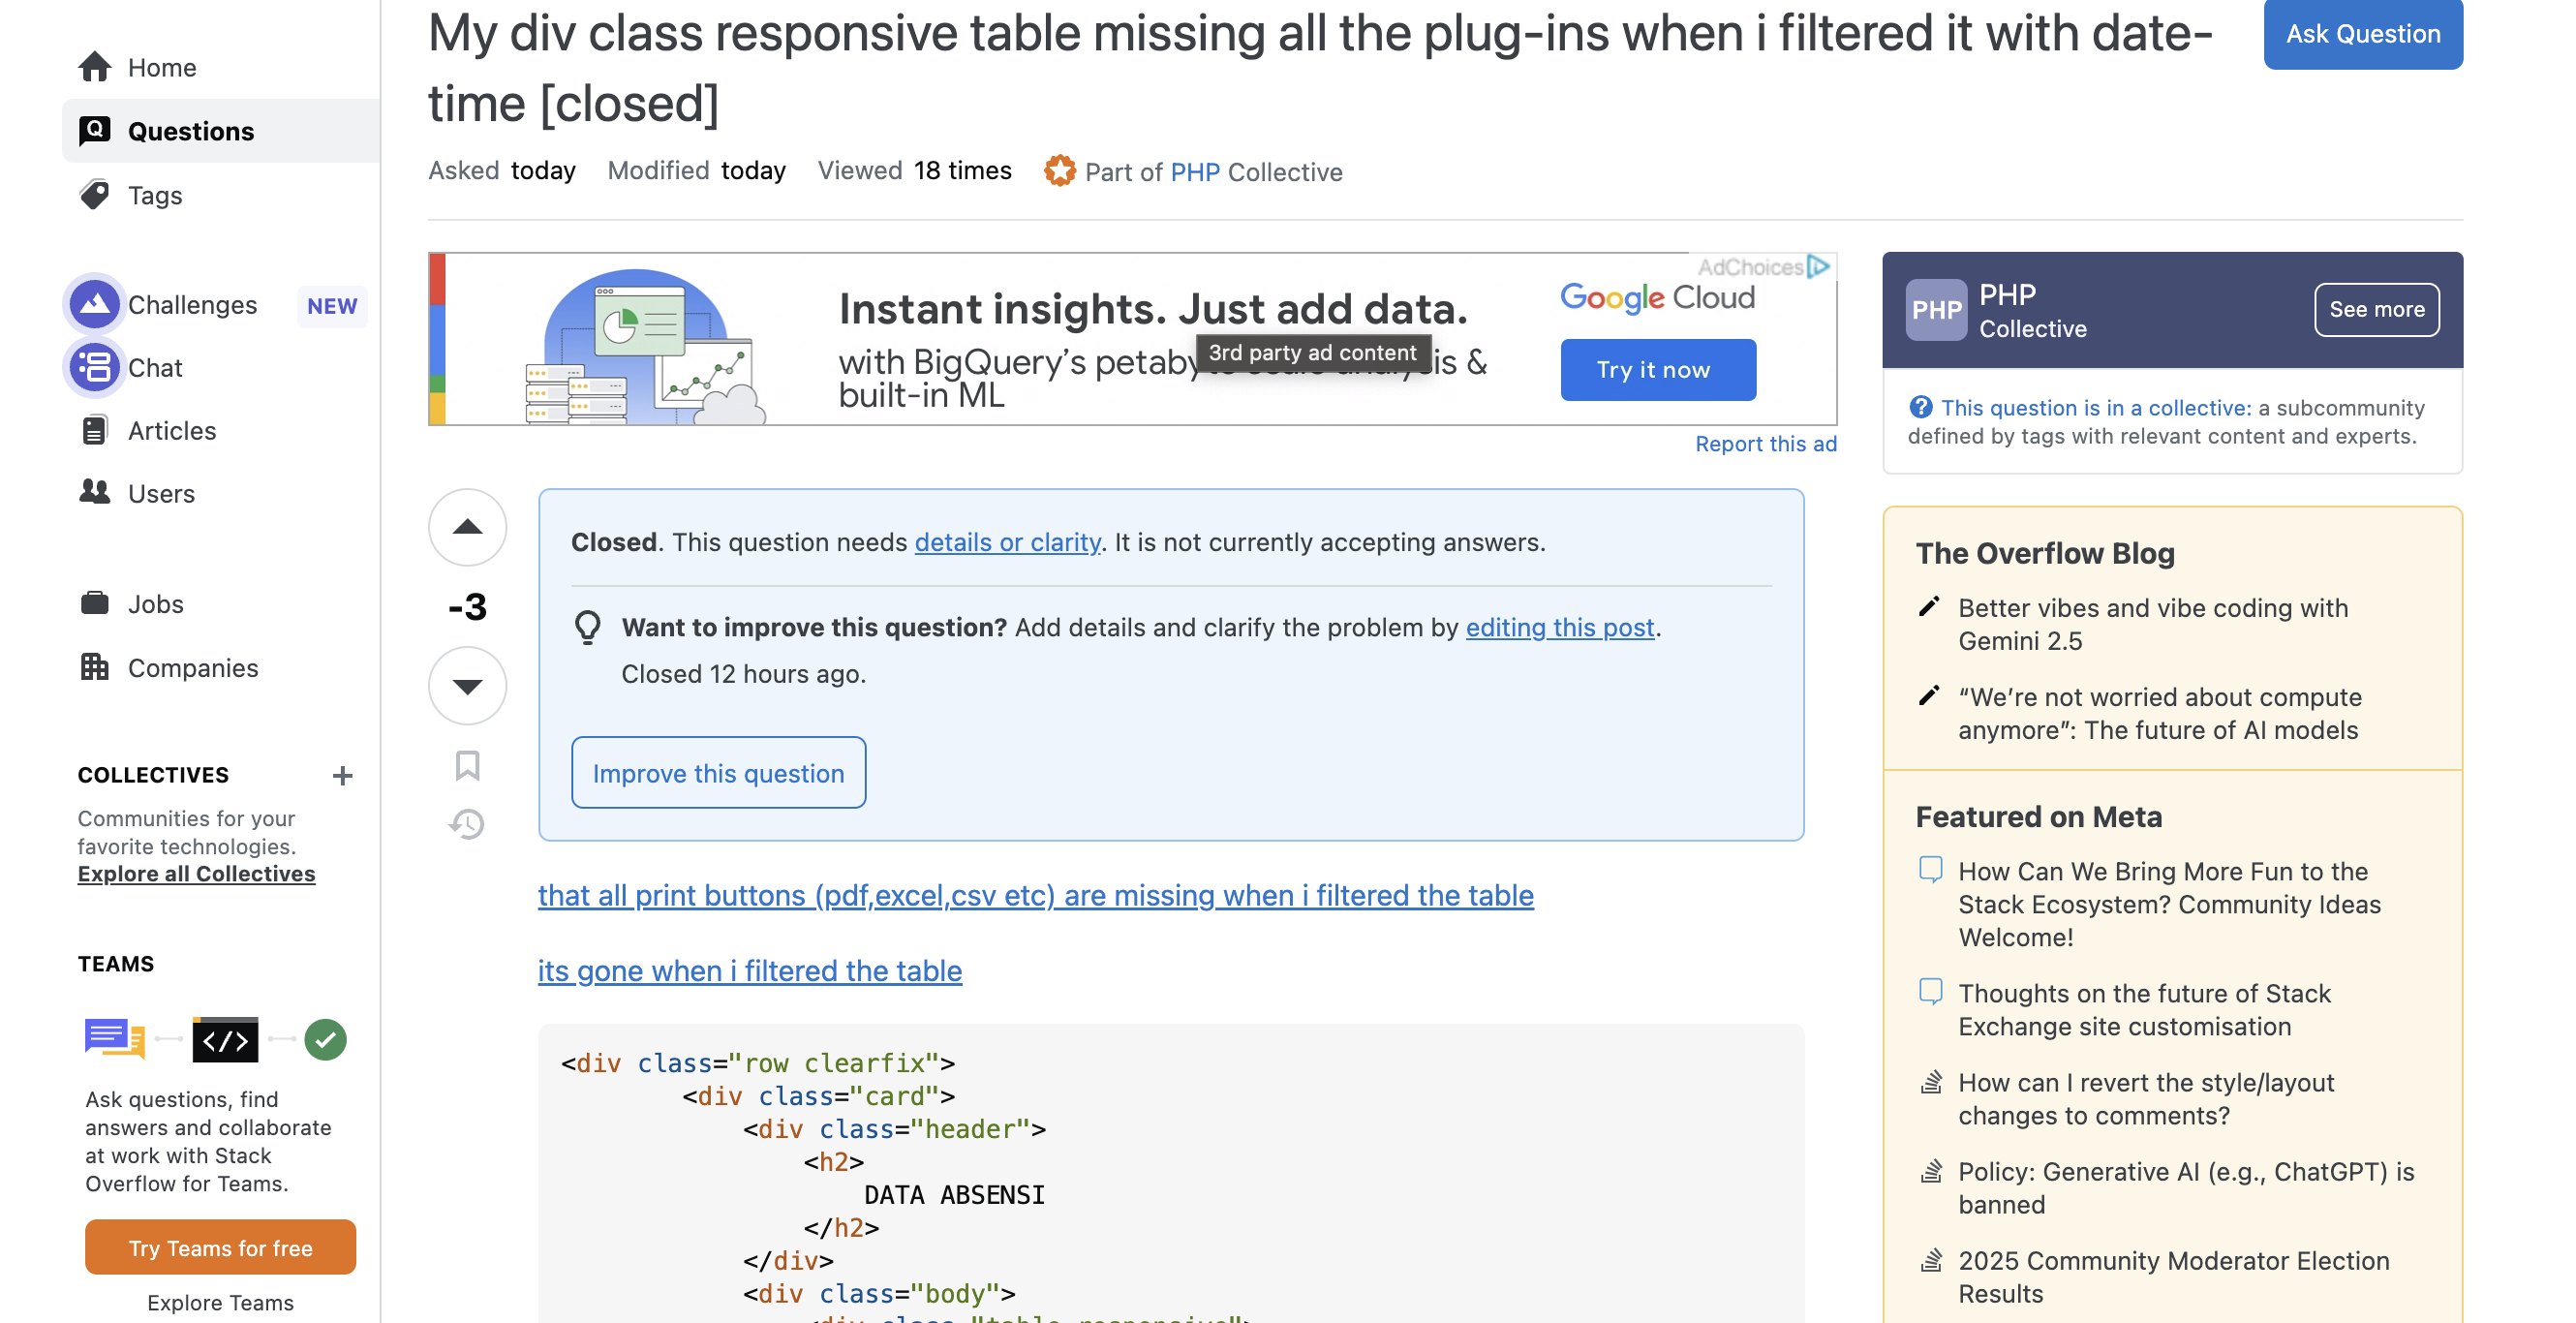 Home
Questions
Tags
Challenges NEW
Chat
Articles
Users
Jobs
Companies
COLLECTIVES
Communities for your
favorite technologies.
Explore all Collectives
TEAMS
</>
Ask questions, find
answers and collaborate
at work with Stack
Overflow for Teams.
Try Teams for free
Explore Teams
My div class responsive table missing all the plug-ins when i filtered it with date-
time [closed]
Ask Question
Asked today Modified today Viewed 18 times Part of PHP Collective
AdChoices
Instant insights. Just add data.
with BigQuery's & 
built-in ML
3rd party ad content
Google Cloud
Try it now
Report this ad
-3
Closed. This question needs details or clarity. It is not currently accepting answers.
Want to improve this question? Add details and clarify the problem by editing this post.
Closed 12 hours ago.
Improve this question
that all print buttons (pdf,excel,csv etc) are missing when i filtered the table
its gone when i filtered the table
<div class="row clearfix">
<div class="card">
<div class="header">
<h2>
DATA ABSENSI
</h2>
</div>
<div class="body">
<div class="table-responsive">
PHP
PHP
Collective
See more
This question is in a collective: a subcommunity
defined by tags with relevant content and experts.
The Overflow Blog
Better vibes and vibe coding with
Gemini 2.5
“We’re not worried about compute
anymore”: The future of AI models
Featured on Meta
How Can We Bring More Fun to the
Stack Ecosystem? Community Ideas
Welcome!
Thoughts on the future of Stack
Exchange site customisation
How can I revert the style/layout
changes to comments?
Policy: Generative AI (e.g., ChatGPT) is
banned
2025 Community Moderator Election
Results